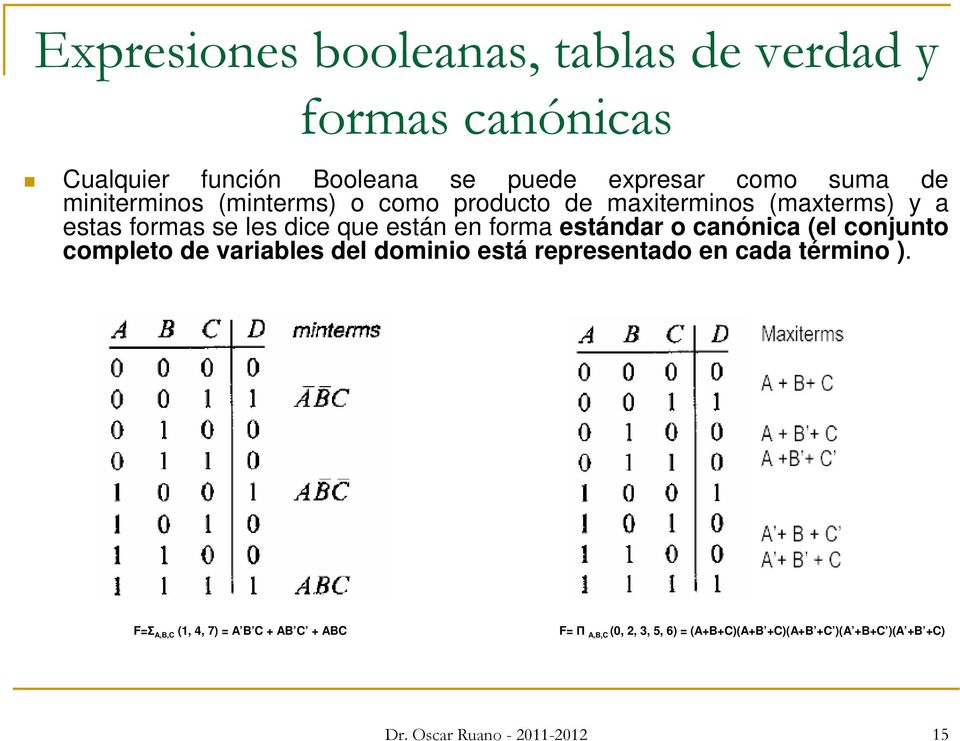 Expresiones booleanas, tablas de verdad y
formas canónicas
Cualquier función Booleana se puede expresar como suma de
miniterminos (minterms) o como producto de maxiterminos (maxterms) y a
estas formas se les dice que están en forma estándar o canónica (el conjunto
completo de variables del dominio está representado en cada término ).
A B C D minterms
0 0 0 0
0 0 1 1 A̅B̅C
0 1 0 0
0 1 1 0
1 0 0 1 AB̅C̅
1 0 1 0
1 1 0 0
1 1 1 1 ABC
F=Σ A,B,C (1, 4, 7) = A’B’C + AB’C’ + ABC
A B C D Maxiterms
0 0 0 0 A + B+ C
0 0 1 1
0 1 0 0 A + B’+ C
0 1 1 0 A +B’+ C’
1 0 0 1
1 0 1 0 A’+ B + C’
1 1 0 0 A’+ B’ + C
1 1 1 1
F= Π A,B,C (0, 2, 3, 5, 6) = (A+B+C)(A+B’+C)(A+B’+C’)(A’+B+C’)(A’+B’+C)
Dr. Oscar Ruano - 2011-2012 15